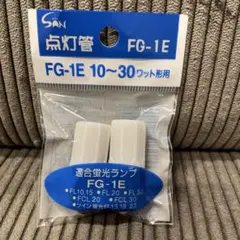 SAN
点灯管 FG-1E
FG-1E 10〜30ワット形用
適合蛍光ランプ
FG-1E
•FL10,15 •FL20 •FL30
•FCL20 •FCL30